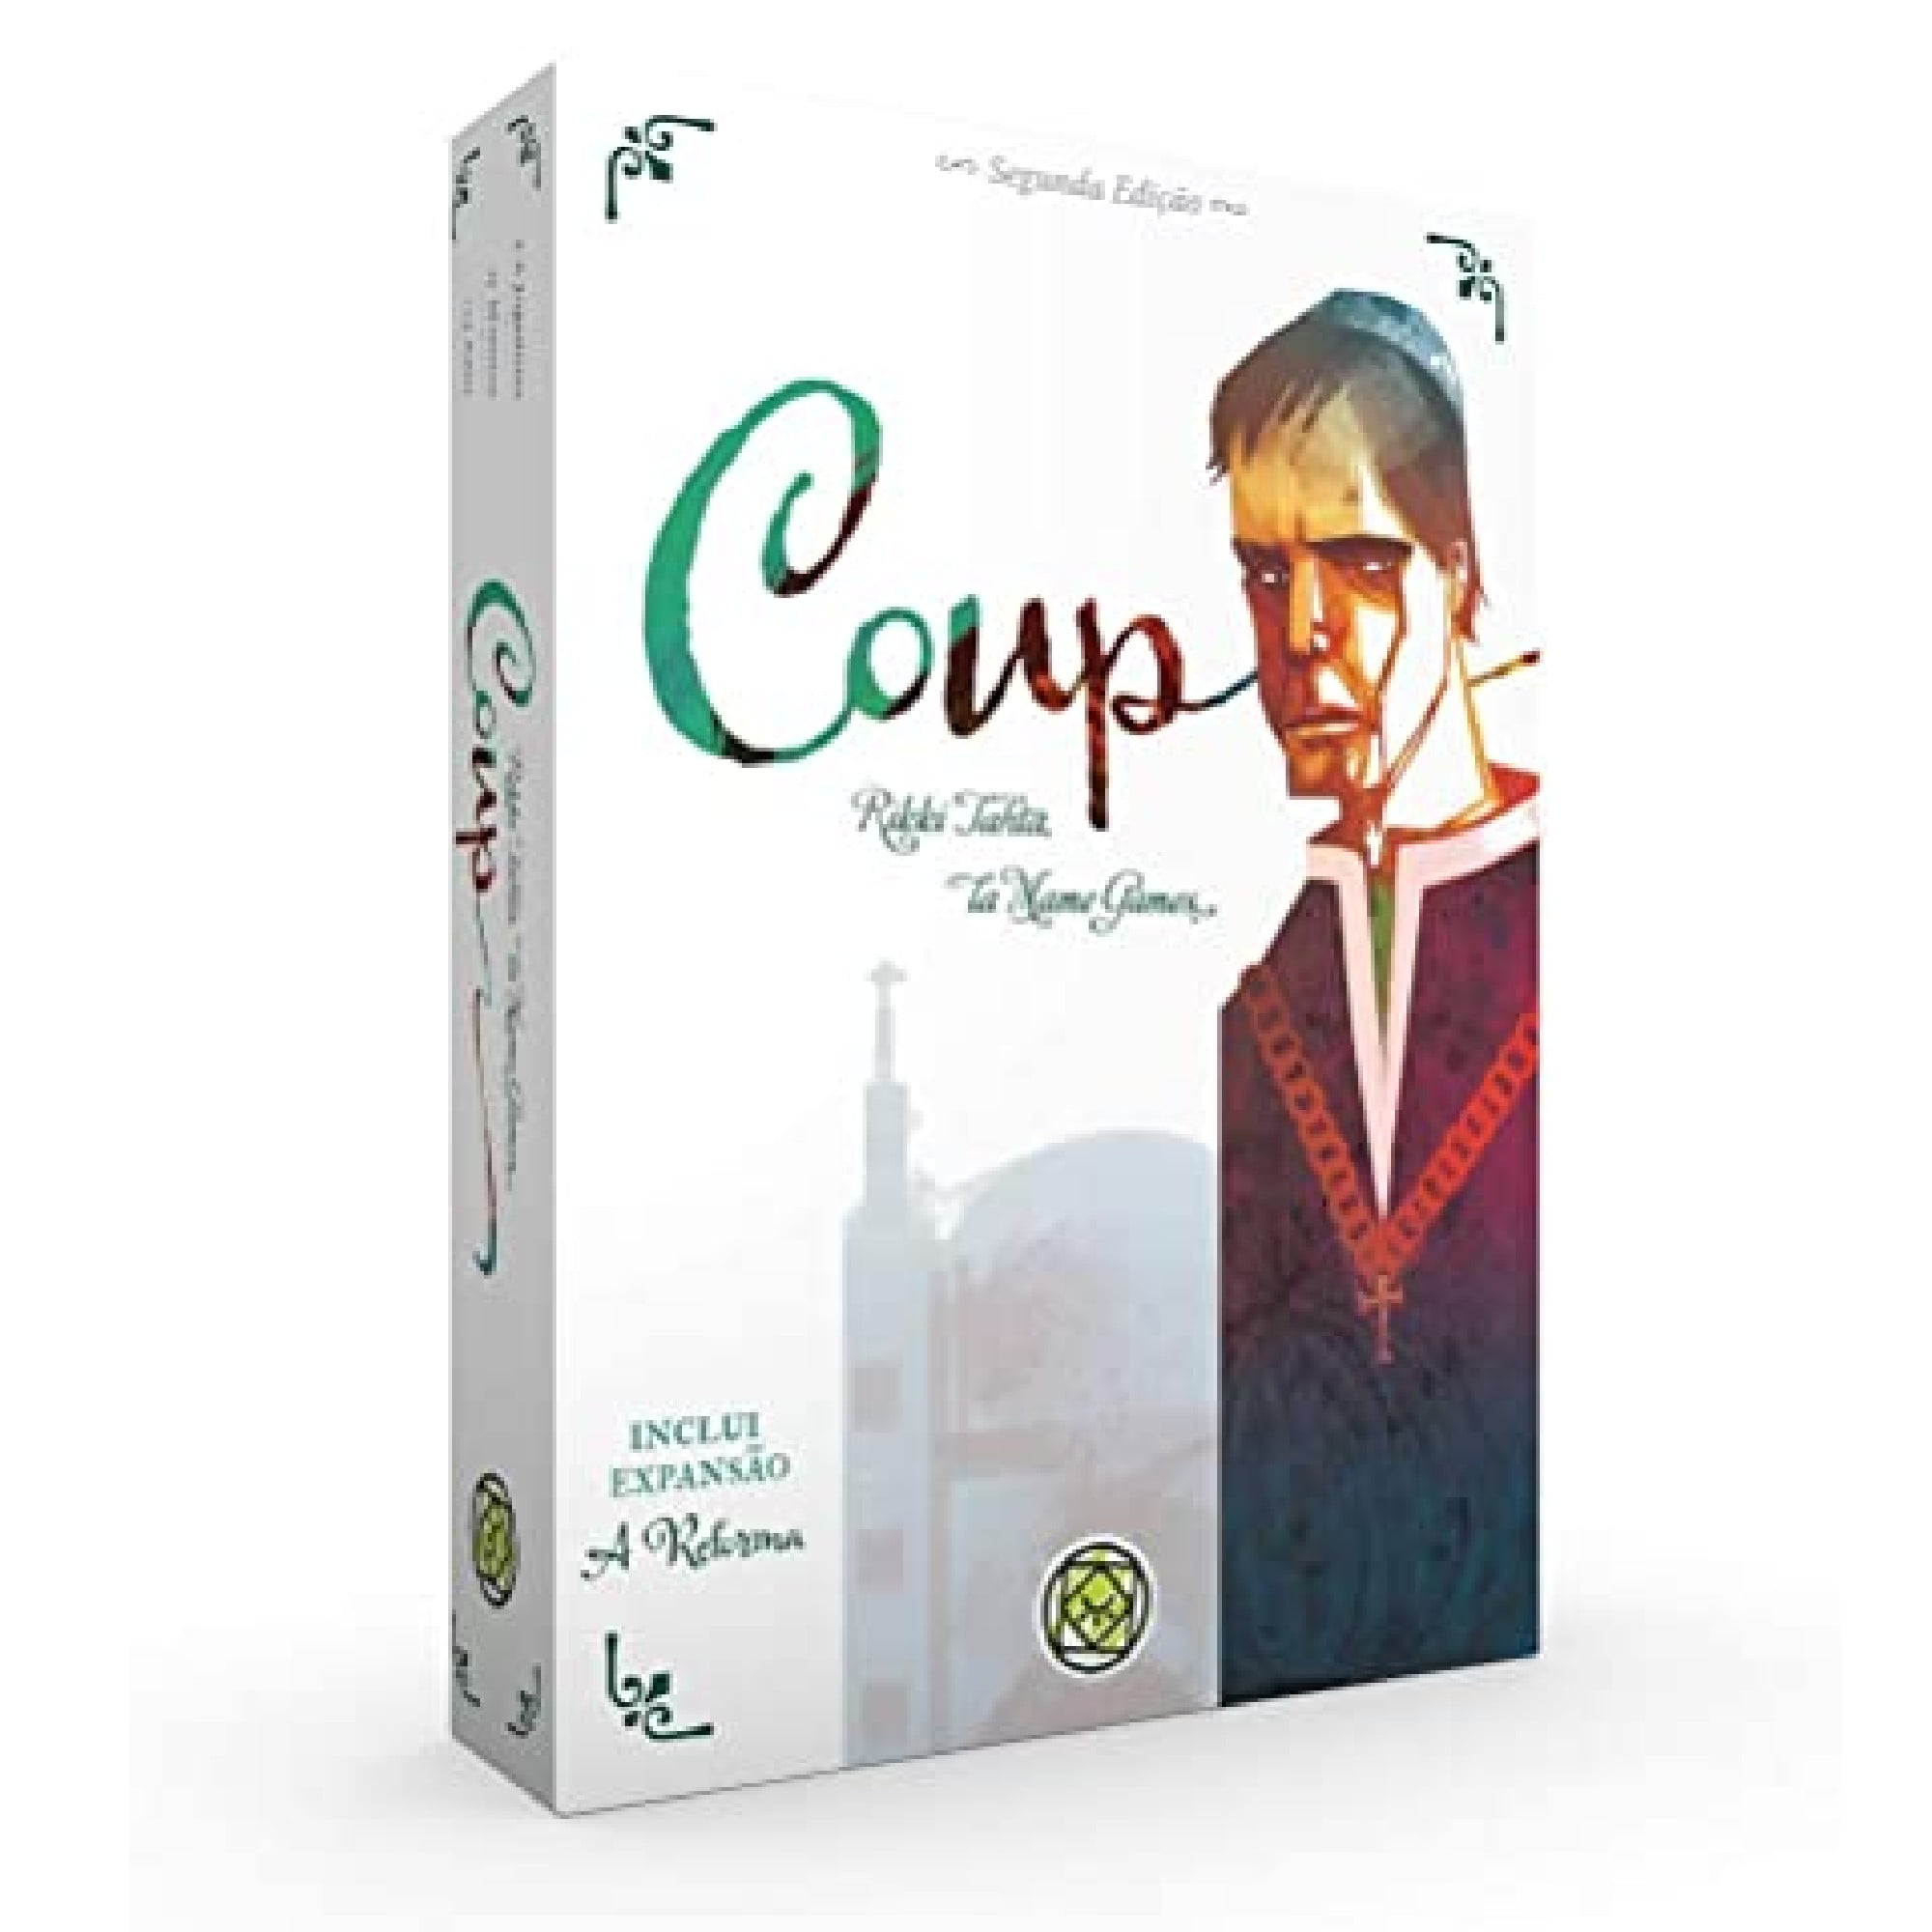 Segunda Edição
Coup
Rikki Tahta
La Mame Games
INCLUI
EXPANSÃO
A Reforma
Coup